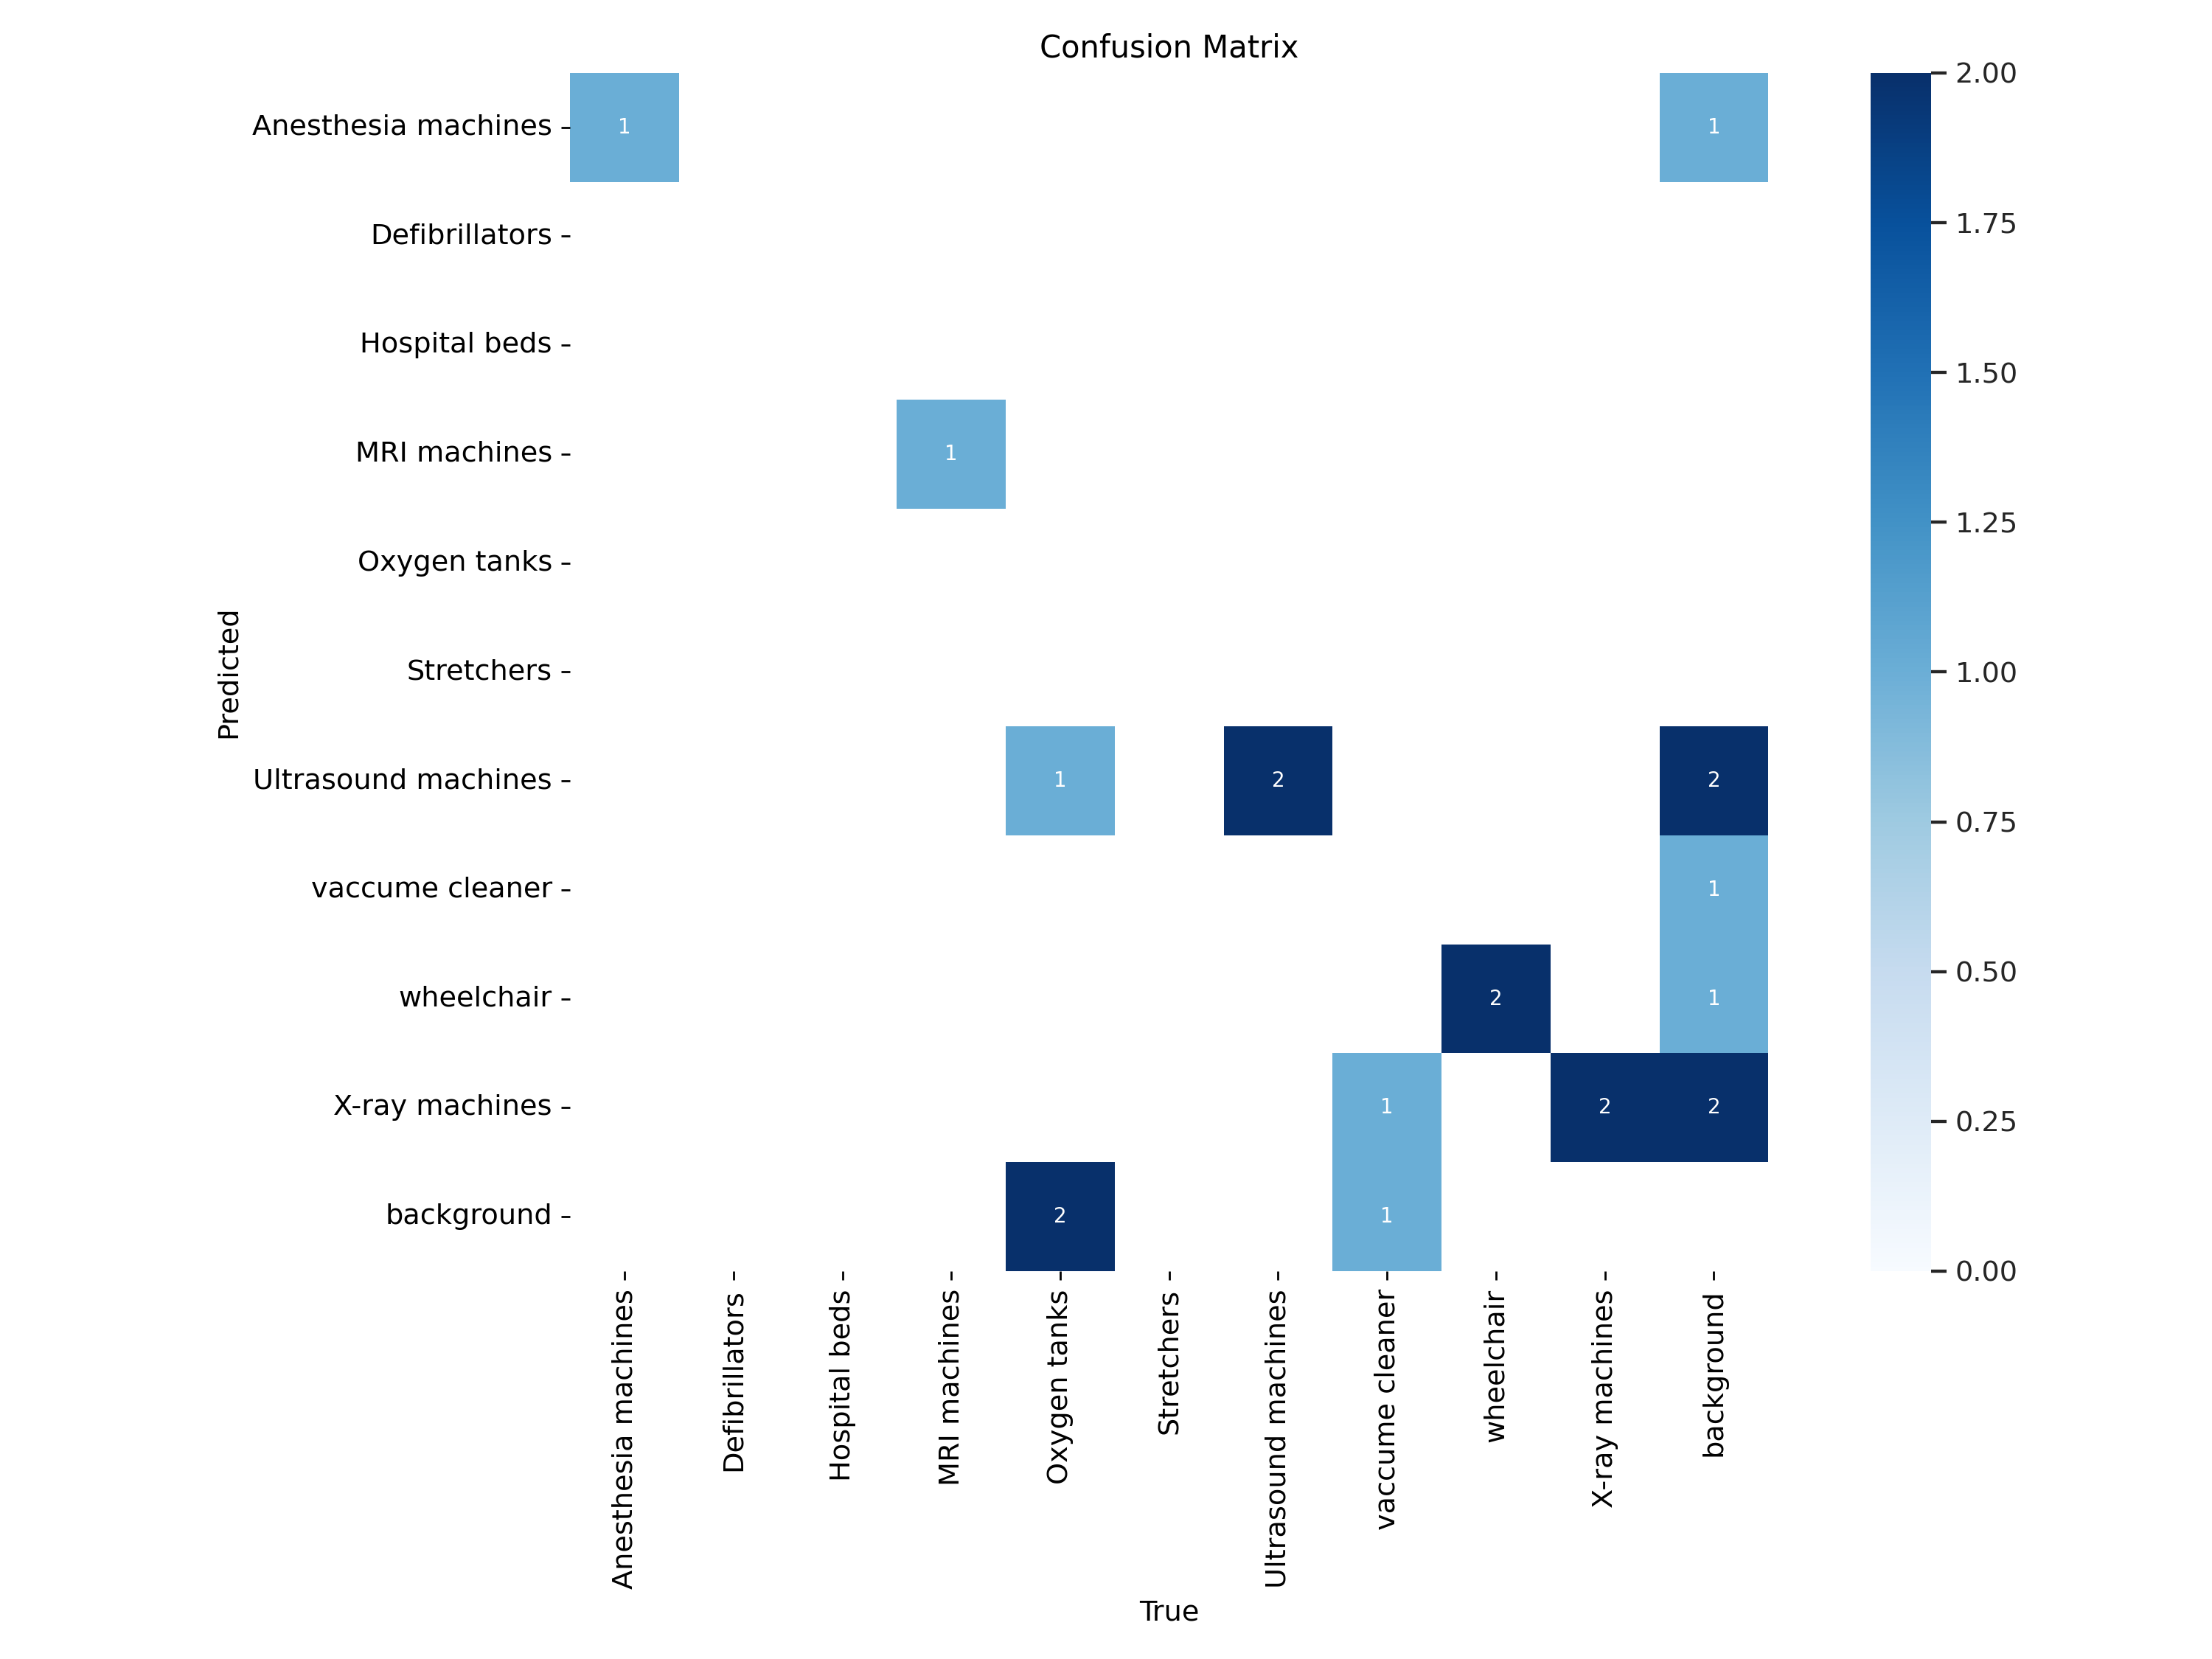 Confusion Matrix
Anesthesia machines
1
1
Defibrillators
Hospital beds
MRI machines
1
Oxygen tanks
Stretchers
Ultrasound machines
1
2
2
vaccume cleaner
1
wheelchair
2
1
X-ray machines
1
2
2
background
2
1
Predicted
Anesthesia machines
Defibrillators
Hospital beds
MRI machines
Oxygen tanks
Stretchers
Ultrasound machines
vaccume cleaner
wheelchair
X-ray machines
background
True
2.00
1.75
1.50
1.25
1.00
0.75
0.50
0.25
0.00